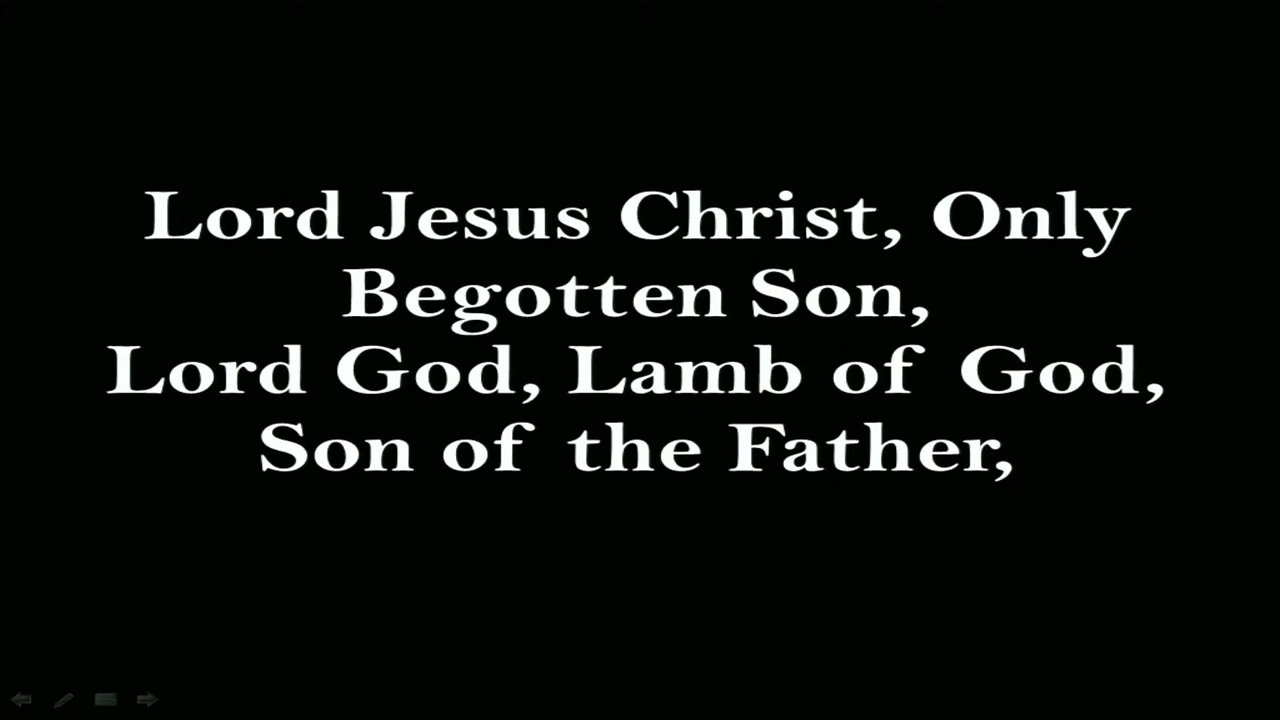 Lord Jesus Christ, Only
Begotten Son,
Lord God, Lamb of God,
Son of the Father,